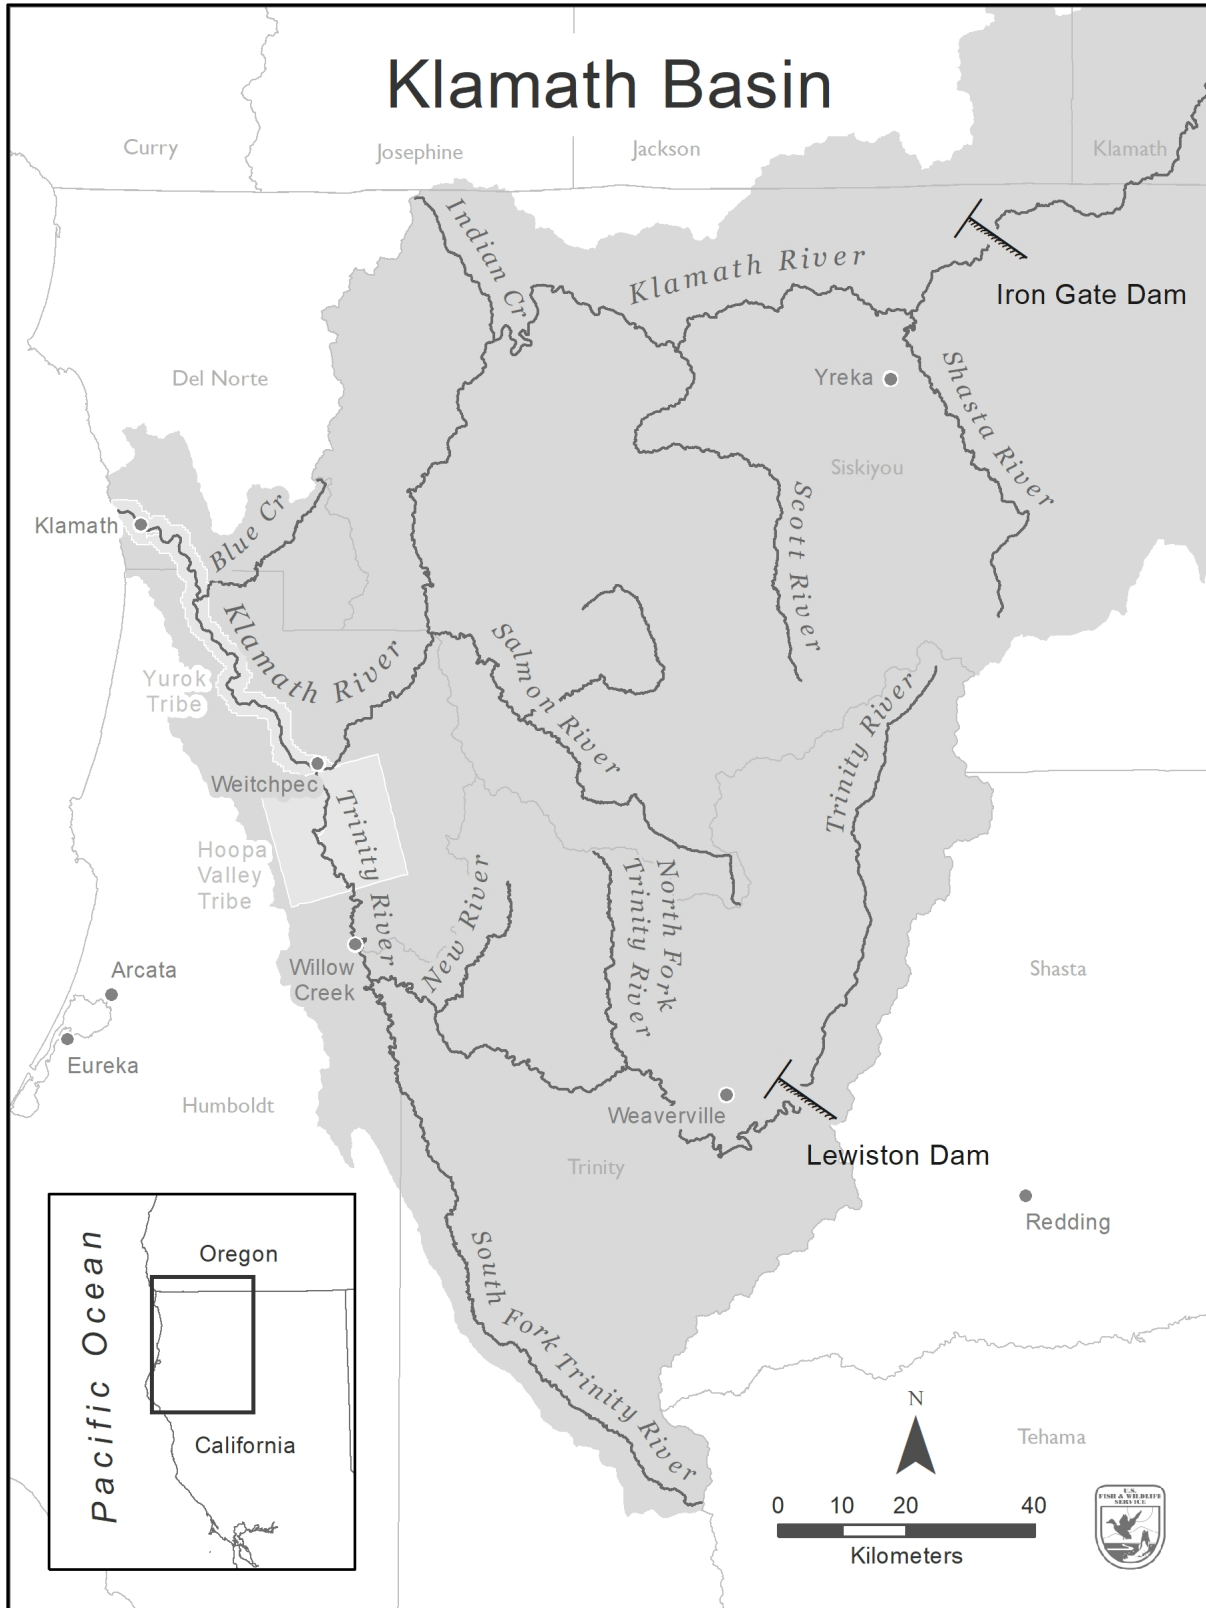 Klamath Basin
Curry
Josephine
Jackson
Klamath
Indian Cr
Klamath River
Iron Gate Dam
Del Norte
Yreka
Shasta River
Siskiyou
Scott River
Klamath
Blue Cr
Klamath River
Salmon River
Yurok
Tribe
Trinity River
Weitchpec
Trinity River
Hoopa
Valley
Tribe
New River
North Fork
Trinity River
Willow
Creek
Arcata
Shasta
Eureka
Humboldt
Weaverville
Lewiston Dam
Trinity
Redding
South Fork Trinity River
Pacific Ocean
Oregon
California
N
Tehama
0 10 20 40
Kilometers
U.S.
FISH & WILDLIFE
SERVICE